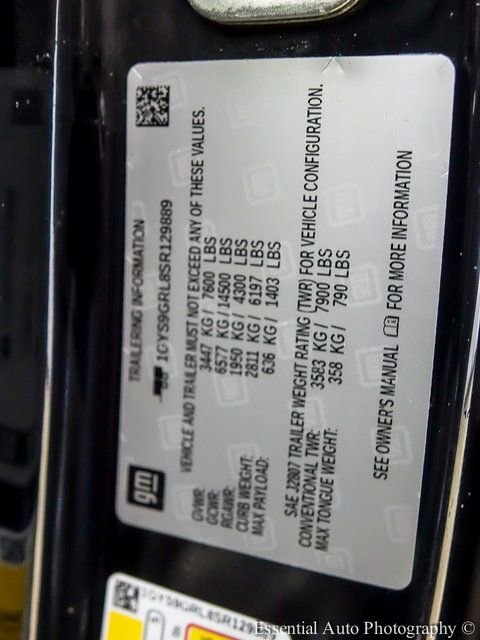 gm
TRAILERING INFORMATION
1GYS9GRL8SR129889
VEHICLE AND TRAILER MUST NOT EXCEED ANY OF THESE VALUES.
GVWR: 3447 KG/ 7600 LBS
GCWR: 6577 KG/ 14500 LBS
RGAWR: 1950 KG/ 4300 LBS
CURB WEIGHT: 2811 KG/ 6197 LBS
MAX PAYLOAD: 636 KG/ 1403 LBS
SAE J2807 TRAILER WEIGHT RATING (TWR) FOR VEHICLE CONFIGURATION.
CONVENTIONAL TWR: 3583 KG/ 7900 LBS
MAX TONGUE WEIGHT: 358 KG/ 790 LBS
SEE OWNER'S MANUAL FOR MORE INFORMATION
1GYS9GRL8SR129
8
Essential Auto Photography ©